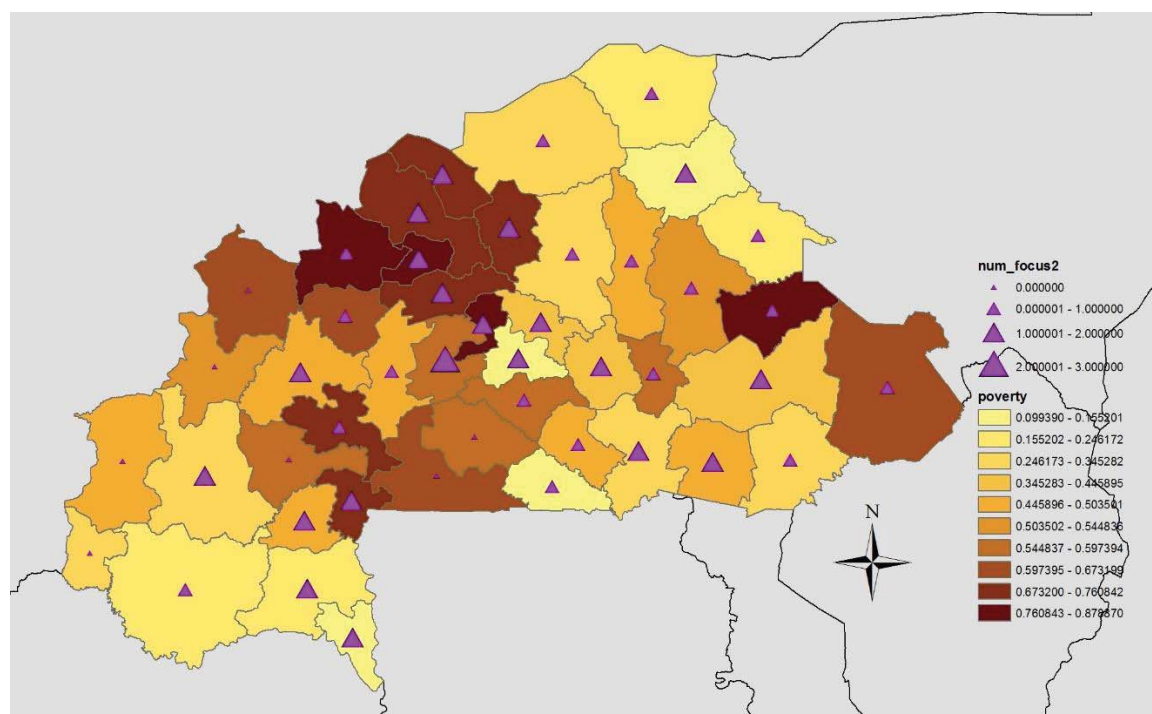 num_focus2
0.000000
0.000001 - 1.000000
1.000001 - 2.000000
2.000001 - 3.000000
poverty
0.099390 - 0.155201
0.155202 - 0.246172
0.246173 - 0.345282
0.345283 - 0.445895
0.445896 - 0.503501
0.503502 - 0.544836
0.544837 - 0.597394
0.597395 - 0.673199
0.673200 - 0.760842
0.760843 - 0.878870
N